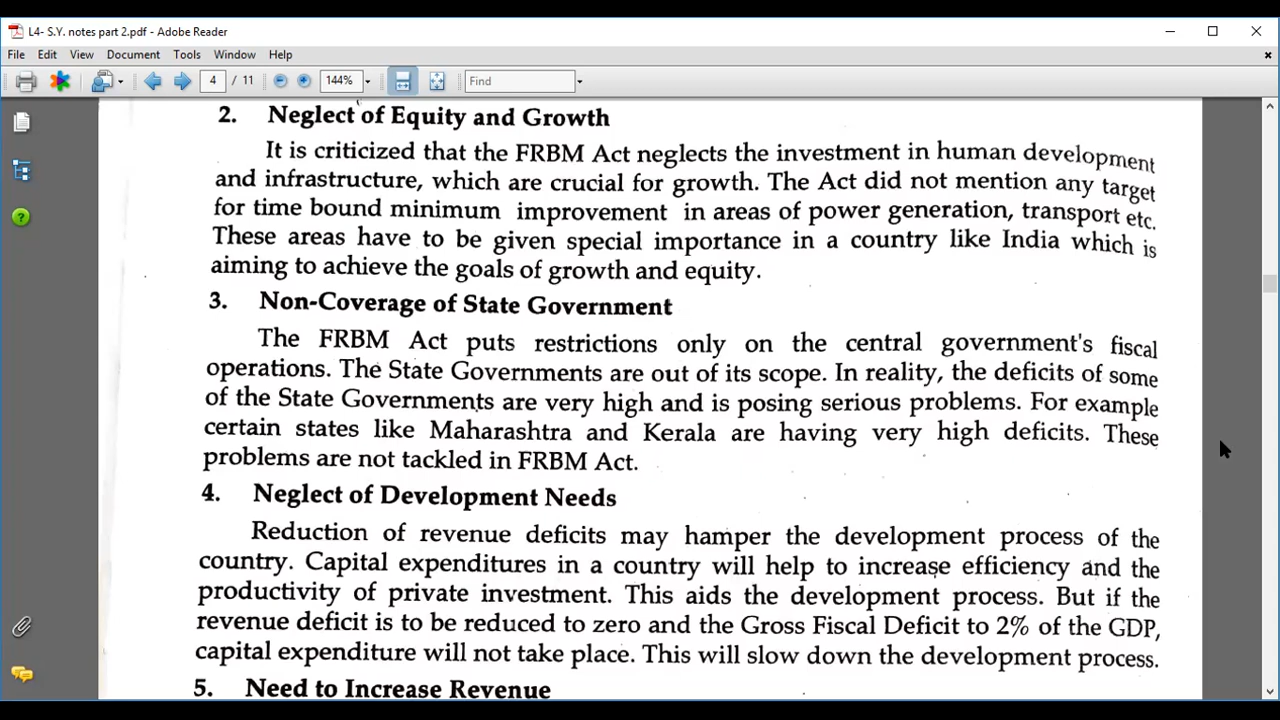 L4- S.Y. notes part 2.pdf - Adobe Reader
File Edit View Document Tools Window Help
4 / 11 144% Find
2. Neglect of Equity and Growth
It is criticized that the FRBM Act neglects the investment in human development
and infrastructure, which are crucial for growth. The Act did not mention any target
for time bound minimum improvement in areas of power generation, transport etc.
These areas have to be given special importance in a country like India which is
aiming to achieve the goals of growth and equity.
3. Non-Coverage of State Government
The FRBM Act puts restrictions only on the central government's fiscal
operations. The State Governments are out of its scope. In reality, the deficits of some
of the State Governments are very high and is posing serious problems. For example
certain states like Maharashtra and Kerala are having very high deficits. These
problems are not tackled in FRBM Act.
4. Neglect of Development Needs
Reduction of revenue deficits may hamper the development process of the
country. Capital expenditures in a country will help to increase efficiency and the
productivity of private investment. This aids the development process. But if the
revenue deficit is to be reduced to zero and the Gross Fiscal Deficit to 2% of the GDP,
capital expenditure will not take place. This will slow down the development process.
5. Need to Increase Revenue